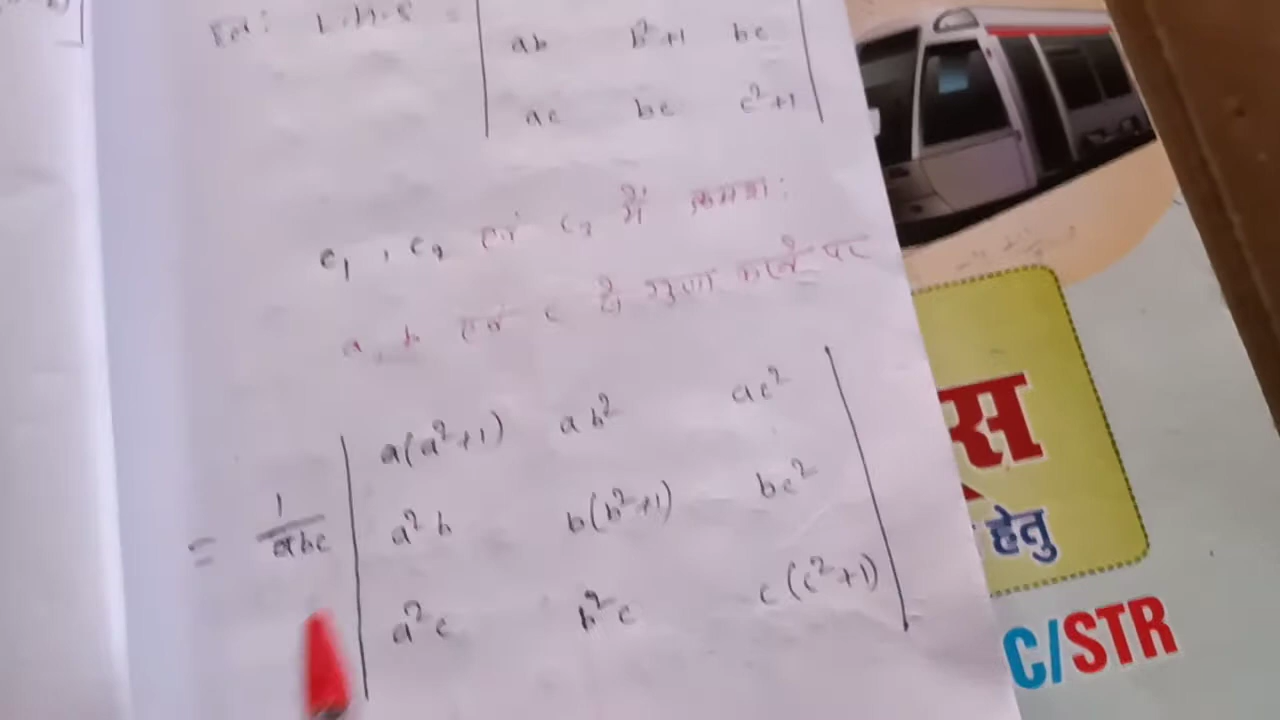 L.H.S =
ab b²+1 bc
ac bc c²+1
c₁, c₂ एवं c₃ में क्रमशः
a, b एवं c से गुणा करने पर
a(a²+1) ab² ac²
= 1/abc a²b b(b²+1) bc²
a²c b²c c(c²+1)
हेतु
C/STR